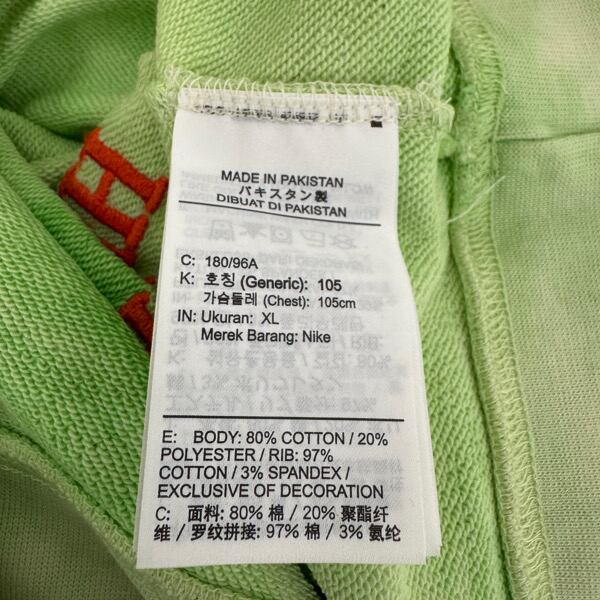 MADE IN PAKISTAN
パキスタン製
DIBUAT DI PAKISTAN
C: 180/96A
K: 호칭 (Generic): 105
가슴둘레 (Chest): 105cm
IN: Ukuran: XL
Merek Barang: Nike
E: BODY: 80% COTTON / 20%
POLYESTER / RIB: 97%
COTTON / 3% SPANDEX /
EXCLUSIVE OF DECORATION
C: 面料: 80% 棉 / 20% 聚酯纤
维 / 罗纹拼接: 97% 棉 / 3% 氨纶